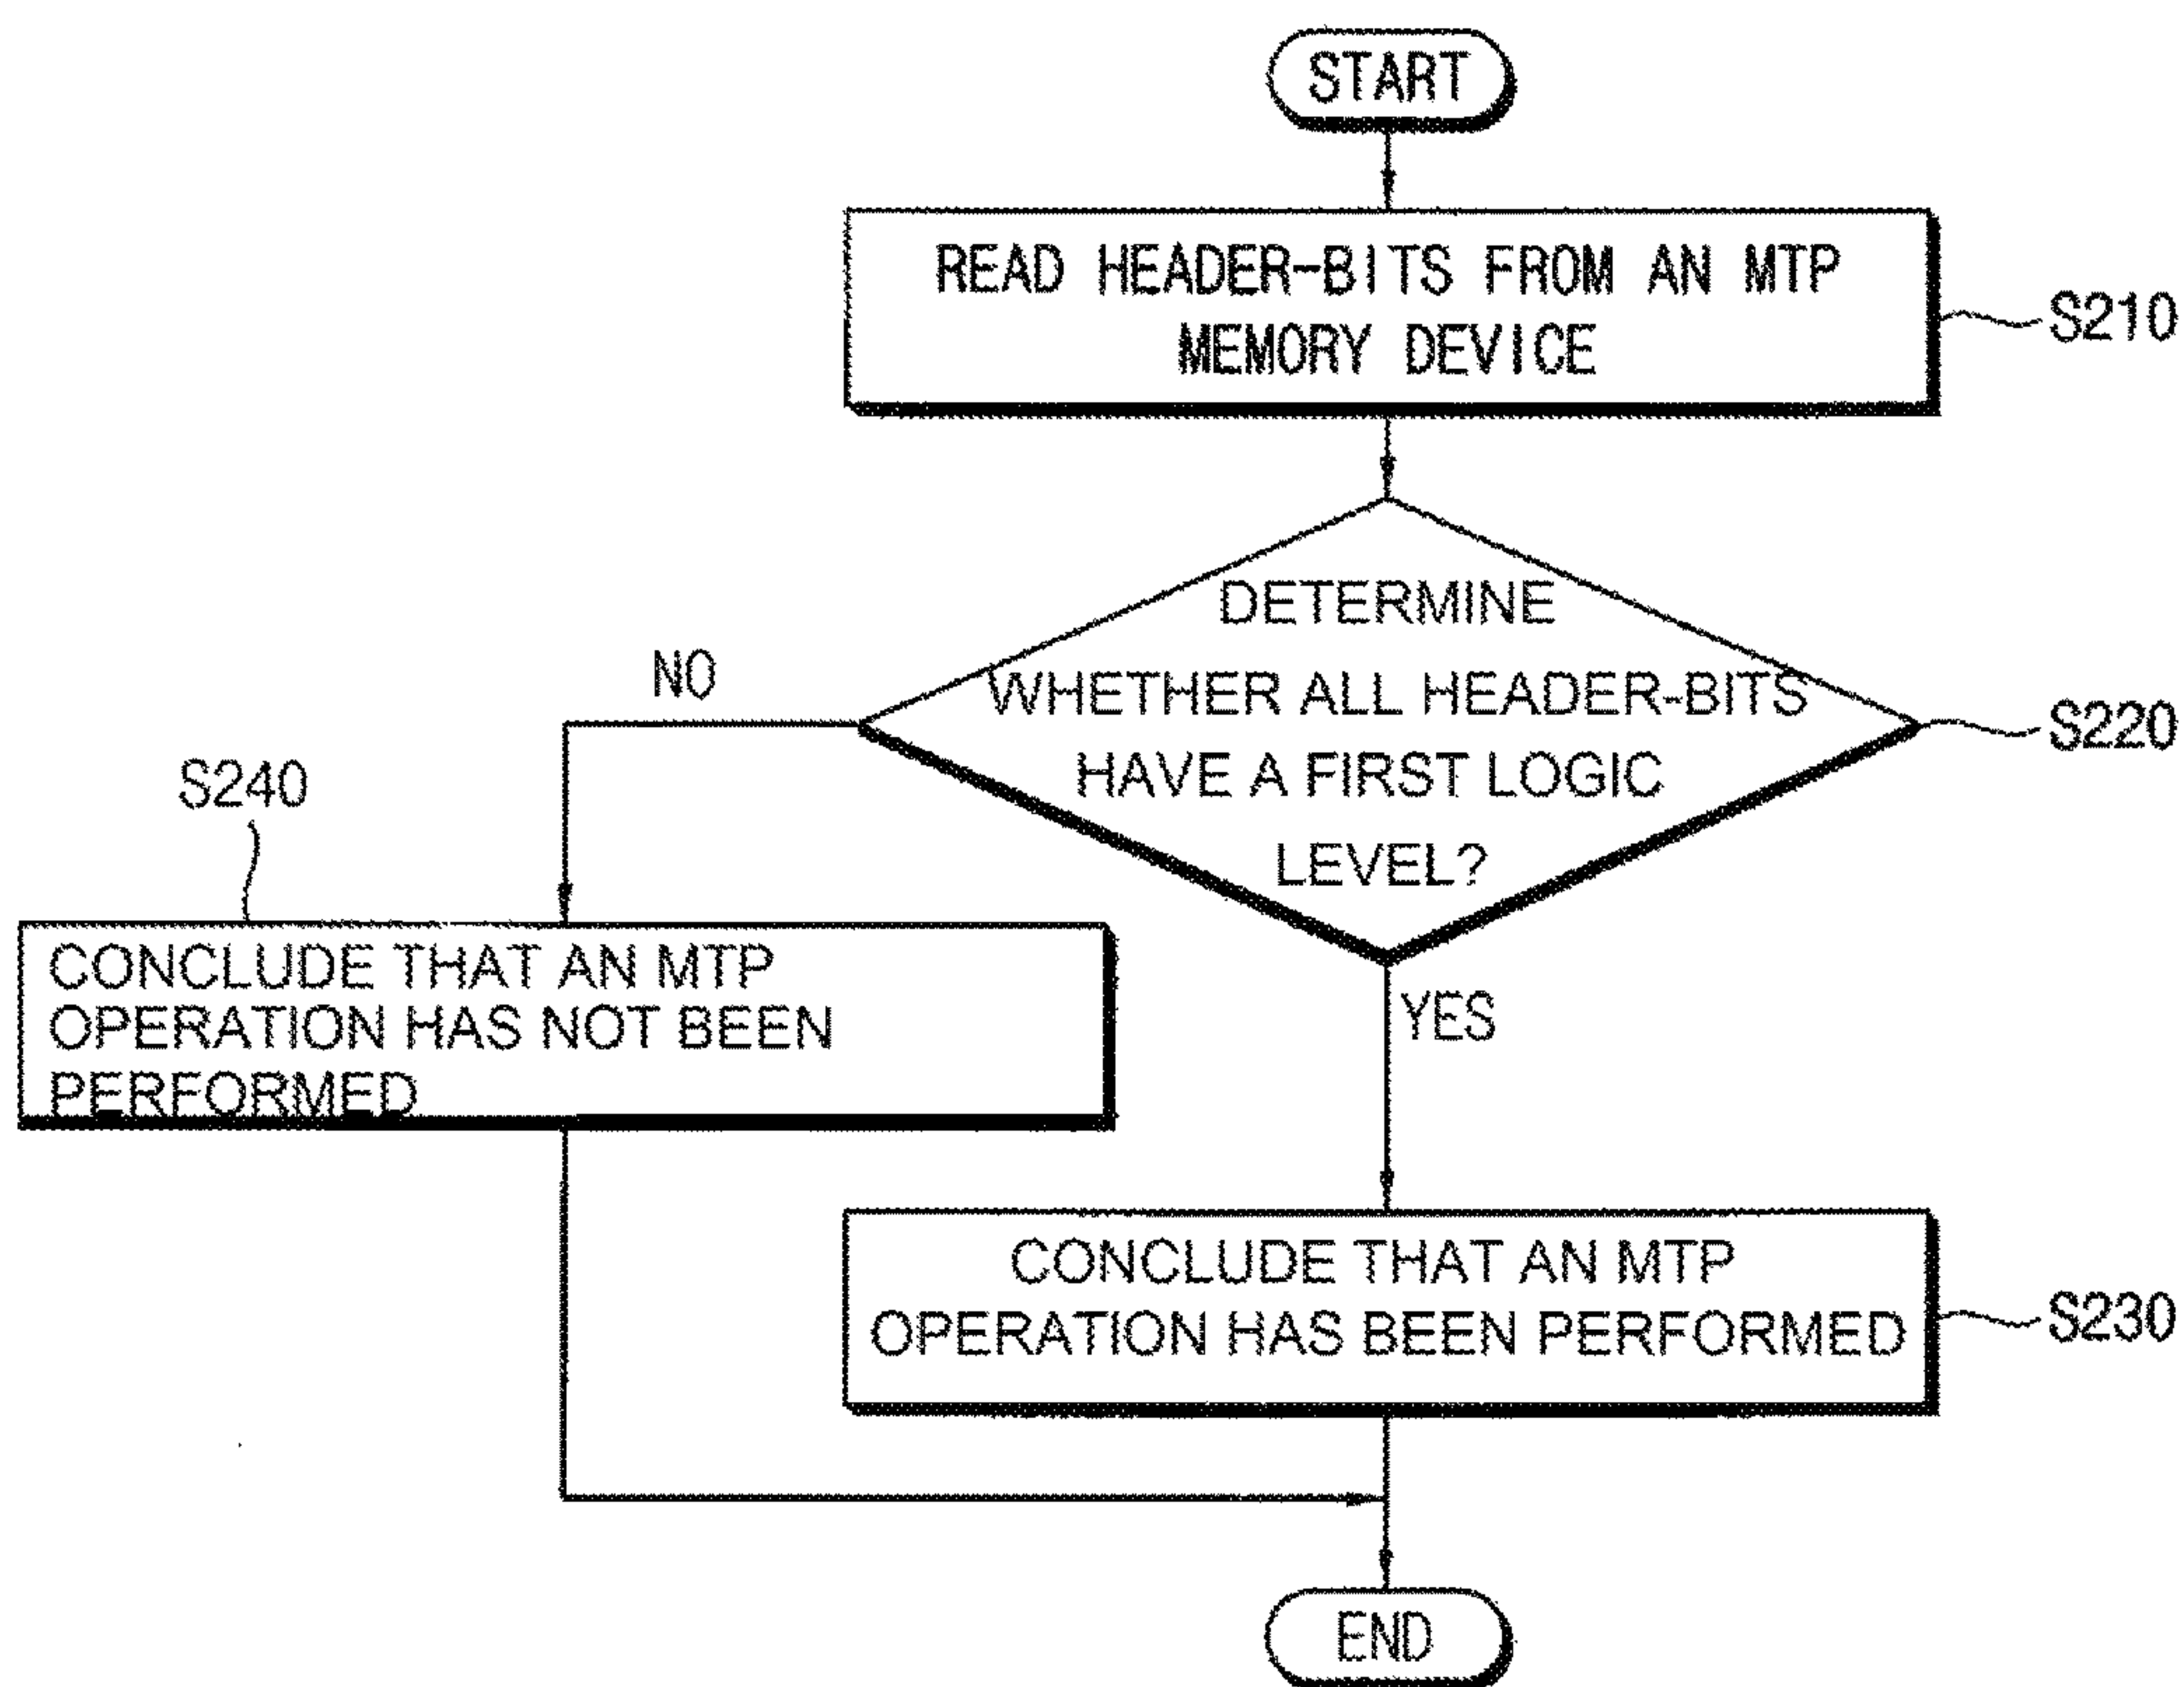 START
READ HEADER-BITS FROM AN MTP
MEMORY DEVICE
S210
DETERMINE
WHETHER ALL HEADER-BITS
HAVE A FIRST LOGIC
LEVEL?
S220
NO
YES
S240
CONCLUDE THAT AN MTP
OPERATION HAS NOT BEEN
PERFORMED
CONCLUDE THAT AN MTP
OPERATION HAS BEEN PERFORMED
S230
END